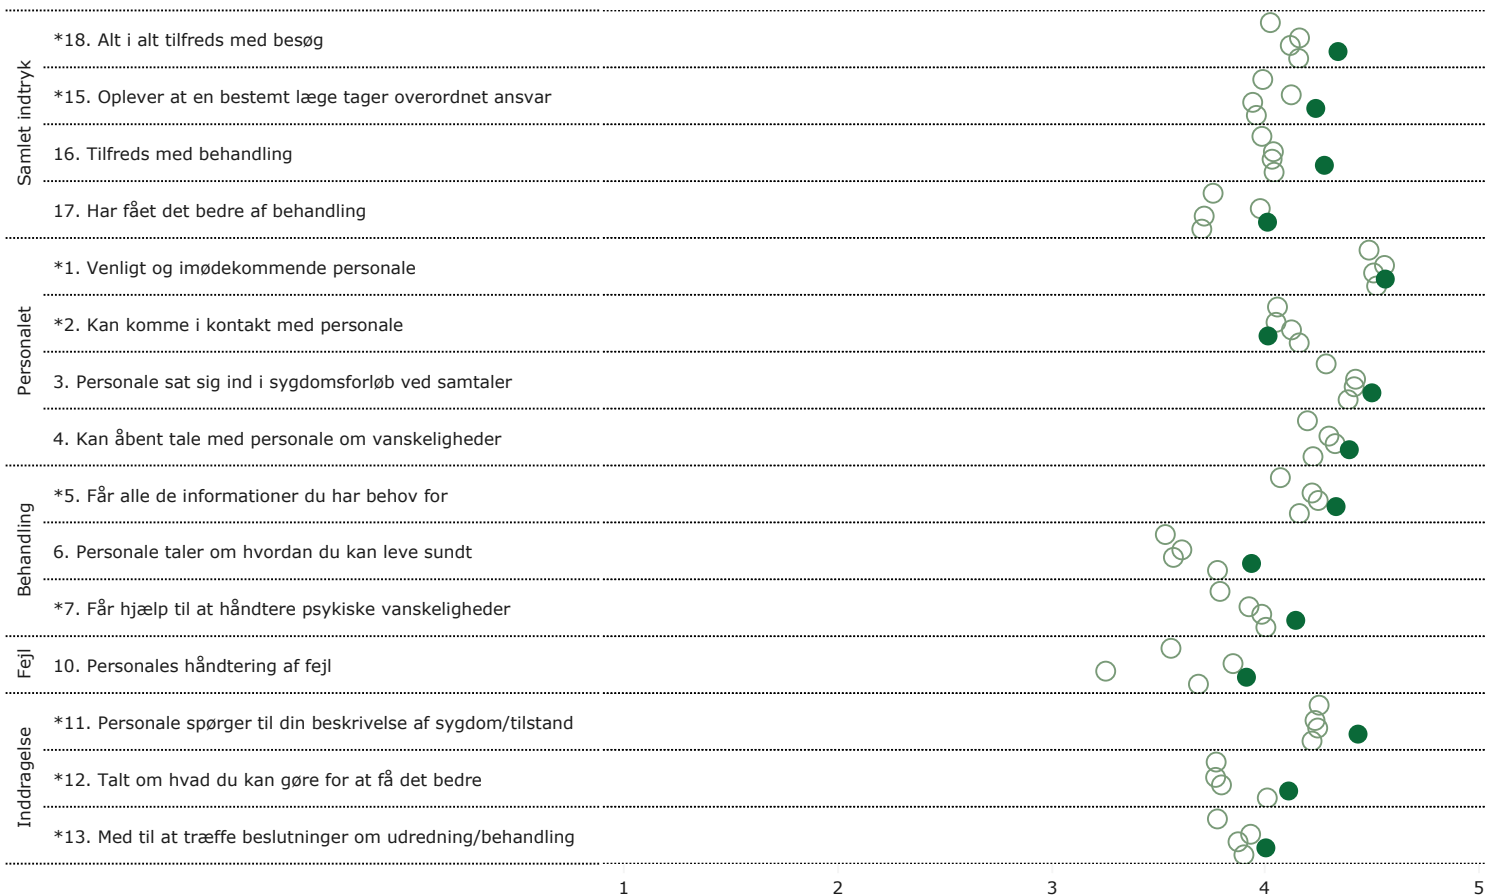 Samlet indtryk
*18. Alt i alt tilfreds med besøg
*15. Oplever at en bestemt læge tager overordnet ansvar
16. Tilfreds med behandling
17. Har fået det bedre af behandling
Personalet
*1. Venligt og imødekommende personale
*2. Kan komme i kontakt med personale
3. Personale sat sig ind i sygdomsforløb ved samtaler
4. Kan åbent tale med personale om vanskeligheder
Behandling
*5. Får alle de informationer du har behov for
6. Personale taler om hvordan du kan leve sundt
*7. Får hjælp til at håndtere psykiske vanskeligheder
Fejl
10. Personales håndtering af fejl
Inddragelse
*11. Personale spørger til din beskrivelse af sygdom/tilstand
*12. Talt om hvad du kan gøre for at få det bedre
*13. Med til at træffe beslutninger om udredning/behandling
1 2 3 4 5